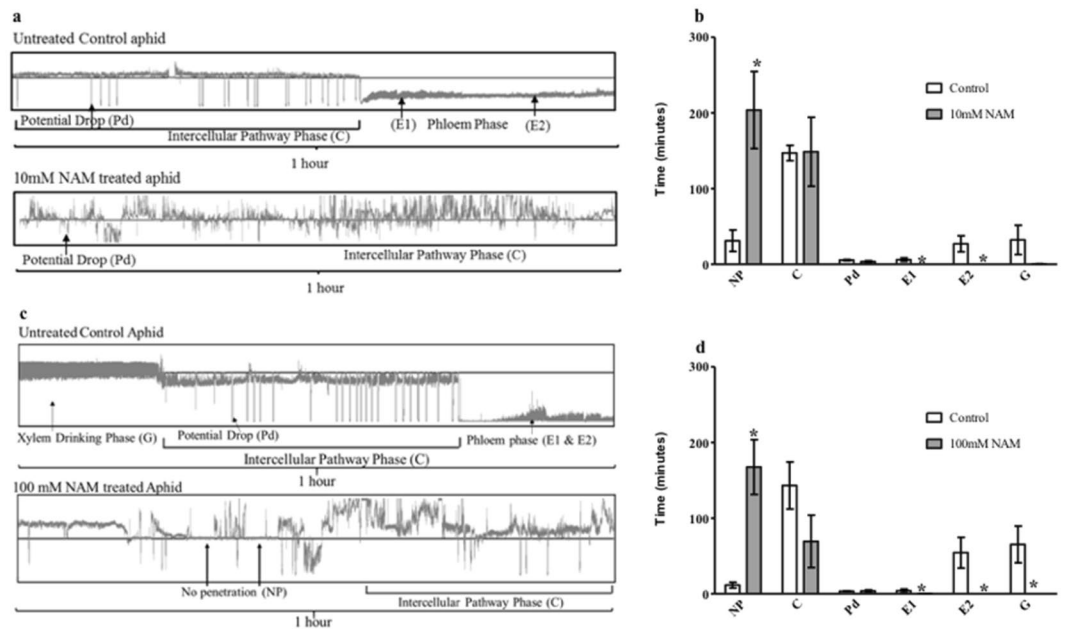 a
Untreated Control aphid
Potential Drop (Pd)
Intercellular Pathway Phase (C)
(E1) Phloem Phase (E2)
1 hour
10mM NAM treated aphid
Potential Drop (Pd)
Intercellular Pathway Phase (C)
1 hour
b
300
200
100
0
Time (minutes)
*
Control
10mM NAM
*
*
NP
C
Pd
E1
E2
G
c
Untreated Control Aphid
Xylem Drinking Phase (G)
Potential Drop (Pd)
Phloem phase (E1 & E2)
Intercellular Pathway Phase (C)
1 hour
100 mM NAM treated Aphid
No penetration (NP)
Intercellular Pathway Phase (C)
1 hour
d
300
200
100
0
Time (minutes)
*
Control
100mM NAM
*
*
*
NP
C
Pd
E1
E2
G